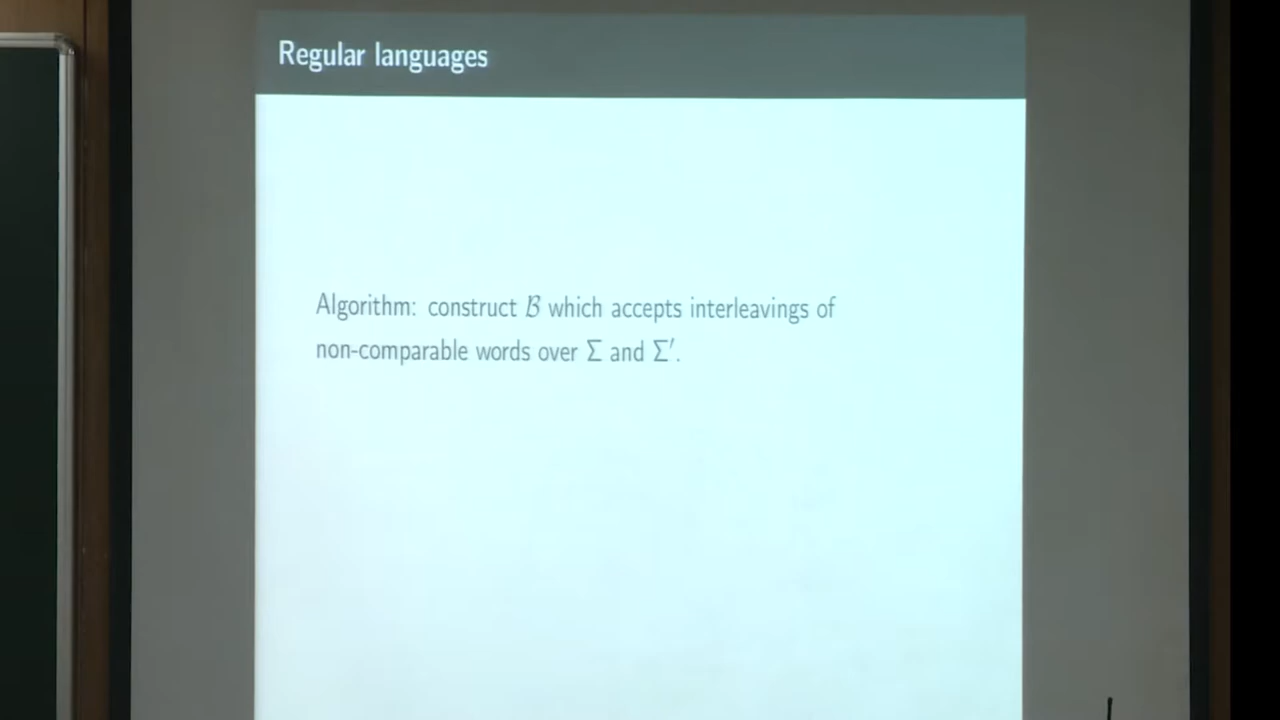 Regular languages
Algorithm: construct ℬ which accepts interleavings of
non-comparable words over Σ and Σ′.